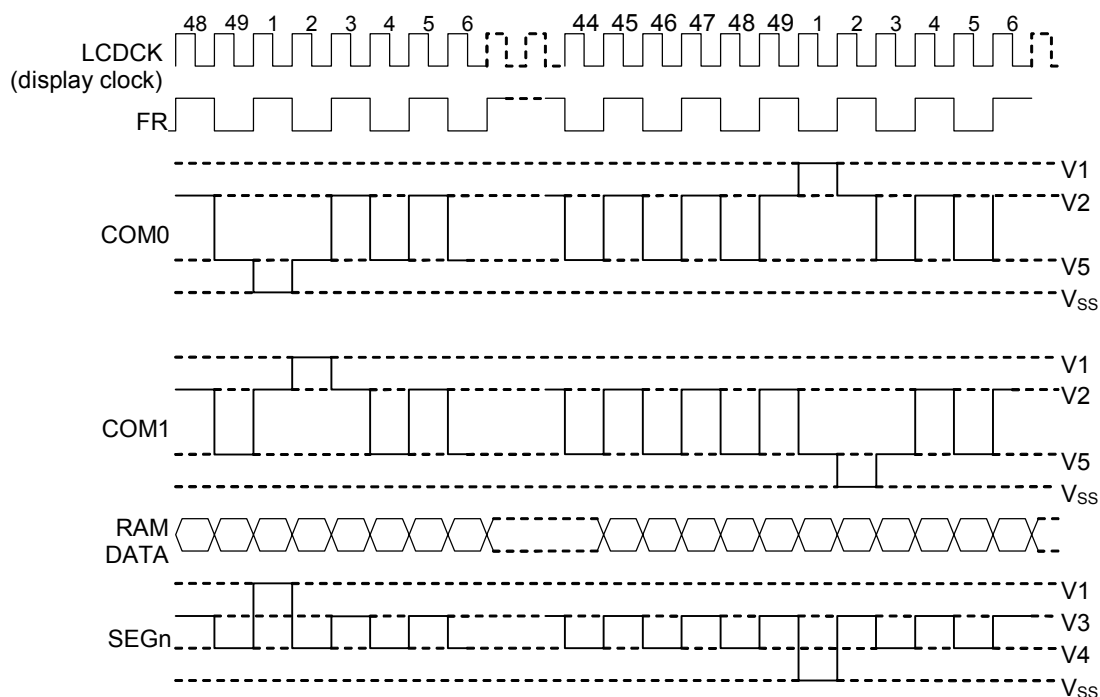 48 49 1 2 3 4 5 6 44 45 46 47 48 49 1 2 3 4 5 6
LCDCK
(display clock)
FR
V1
V2
COM0
V5
VSS
V1
V2
COM1
V5
VSS
RAM
DATA
V1
V3
SEGn
V4
VSS